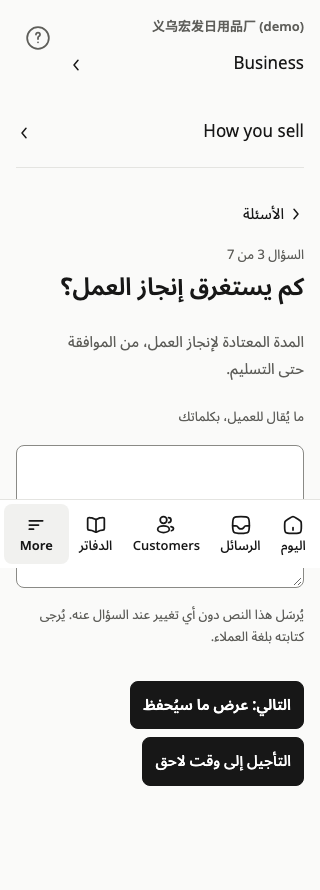 义乌宏发日用品厂 (demo)
Business
How you sell
الأسئلة
السؤال 3 من 7
كم يستغرق إنجاز العمل؟
المدة المعتادة لإنجاز العمل، من الموافقة
حتى التسليم.
ما يُقال للعميل، بكلماتك
اليوم
الرسائل
Customers
الدفاتر
More
يُرسَل هذا النص دون أي تغيير عند السؤال عنه. يُرجى
كتابته بلغة العملاء.
التالي: عرض ما سيُحفظ
التأجيل إلى وقت لاحق